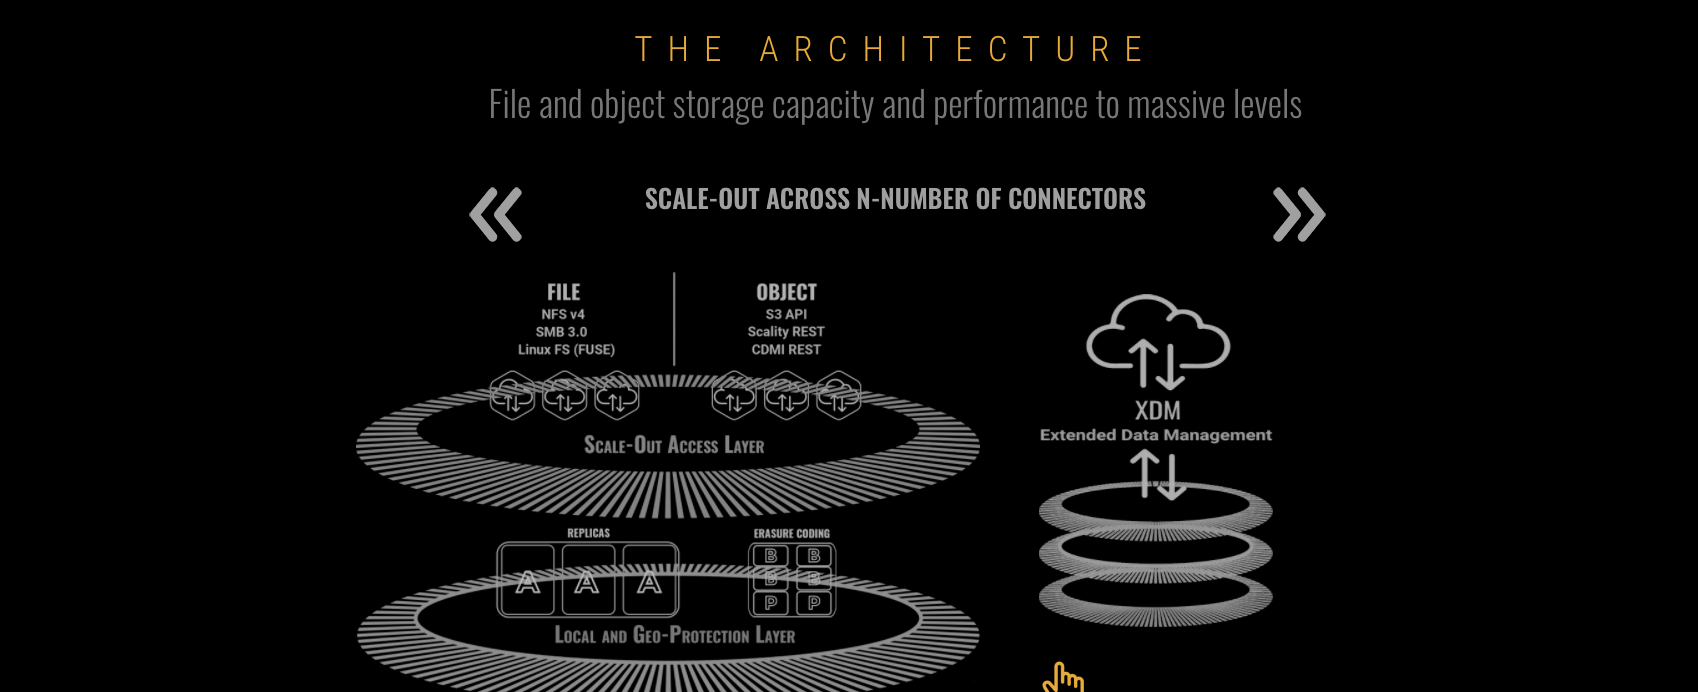 THE ARCHITECTURE
File and object storage capacity and performance to massive levels
SCALE-OUT ACROSS N-NUMBER OF CONNECTORS
FILE
NFS v4
SMB 3.0
Linux FS (FUSE)
OBJECT
S3 API
Scality REST
CDMI REST
SCALE-OUT ACCESS LAYER
XDM
Extended Data Management
REPLICAS
A A A
ERASURE CODING
B B
B B
P P
LOCAL AND GEO-PROTECTION LAYER